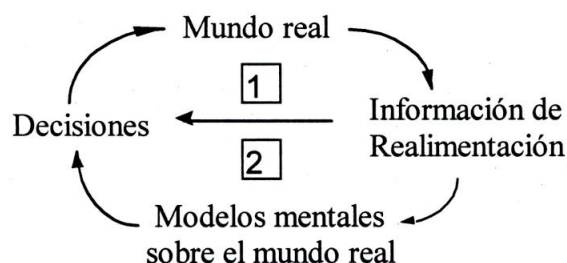 Mundo real
1
Información de
Realimentación
Decisiones
2
Modelos mentales
sobre el mundo real